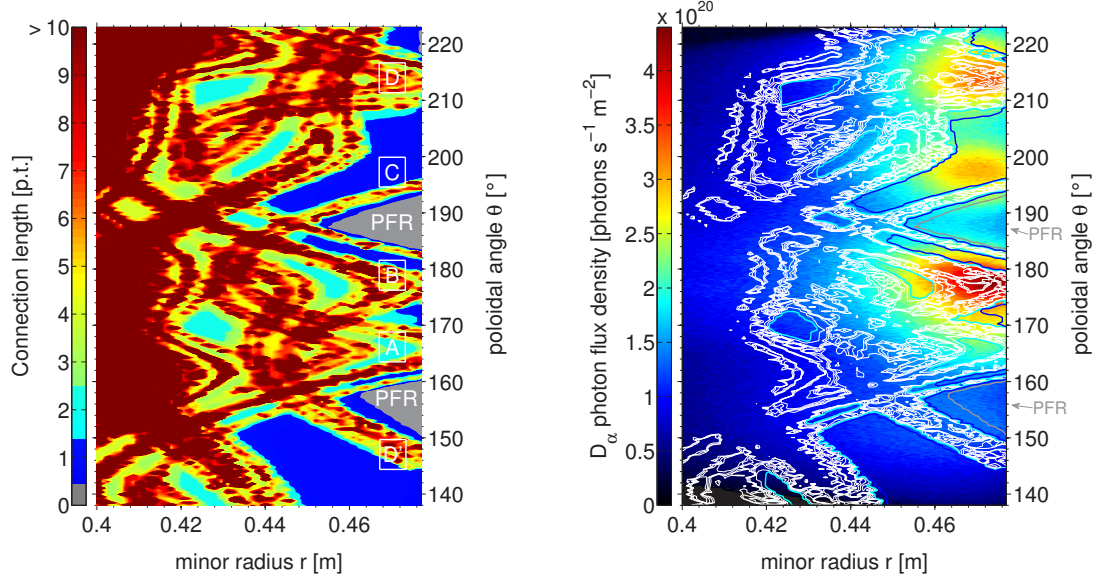 > 10
9
8
7
6
5
4
3
2
1
0
Connection length [p.t.]
0.4
0.42
0.44
0.46
minor radius r [m]
220
210
200
190
180
170
160
150
140
poloidal angle θ [°]
D
C
PFR
B
A
PFR
D'
x 10²⁰
4
3.5
3
2.5
2
1.5
1
0.5
0
Dα photon flux density [photons s⁻¹ m⁻²]
0.4
0.42
0.44
0.46
minor radius r [m]
220
210
200
190
180
170
160
150
140
poloidal angle θ [°]
PFR
PFR